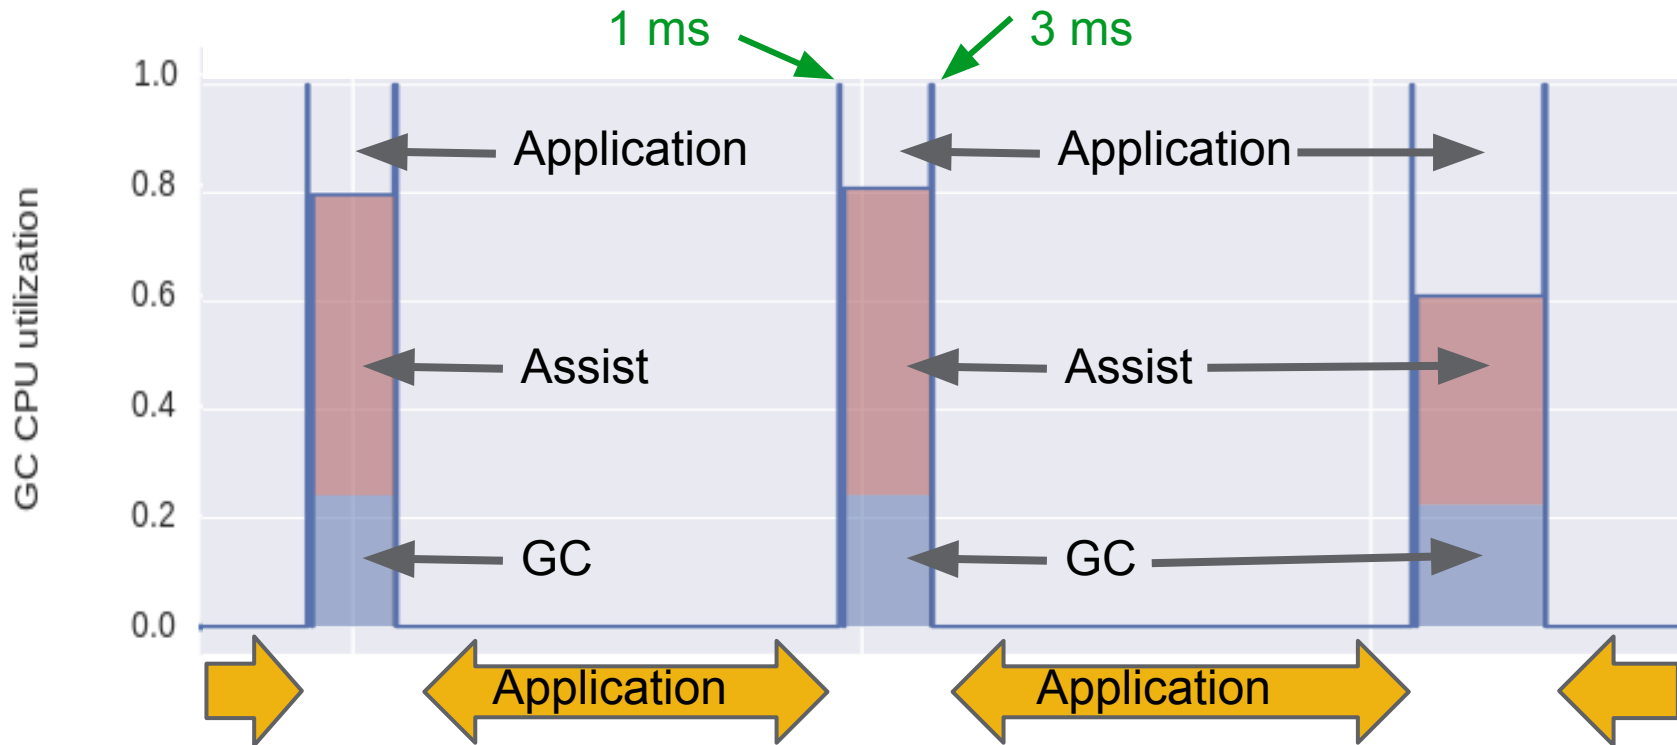 1 ms
3 ms
1.0
Application
Application
0.8
0.6
GC CPU utilization
Assist
Assist
0.4
0.2
GC
GC
0.0
Application
Application